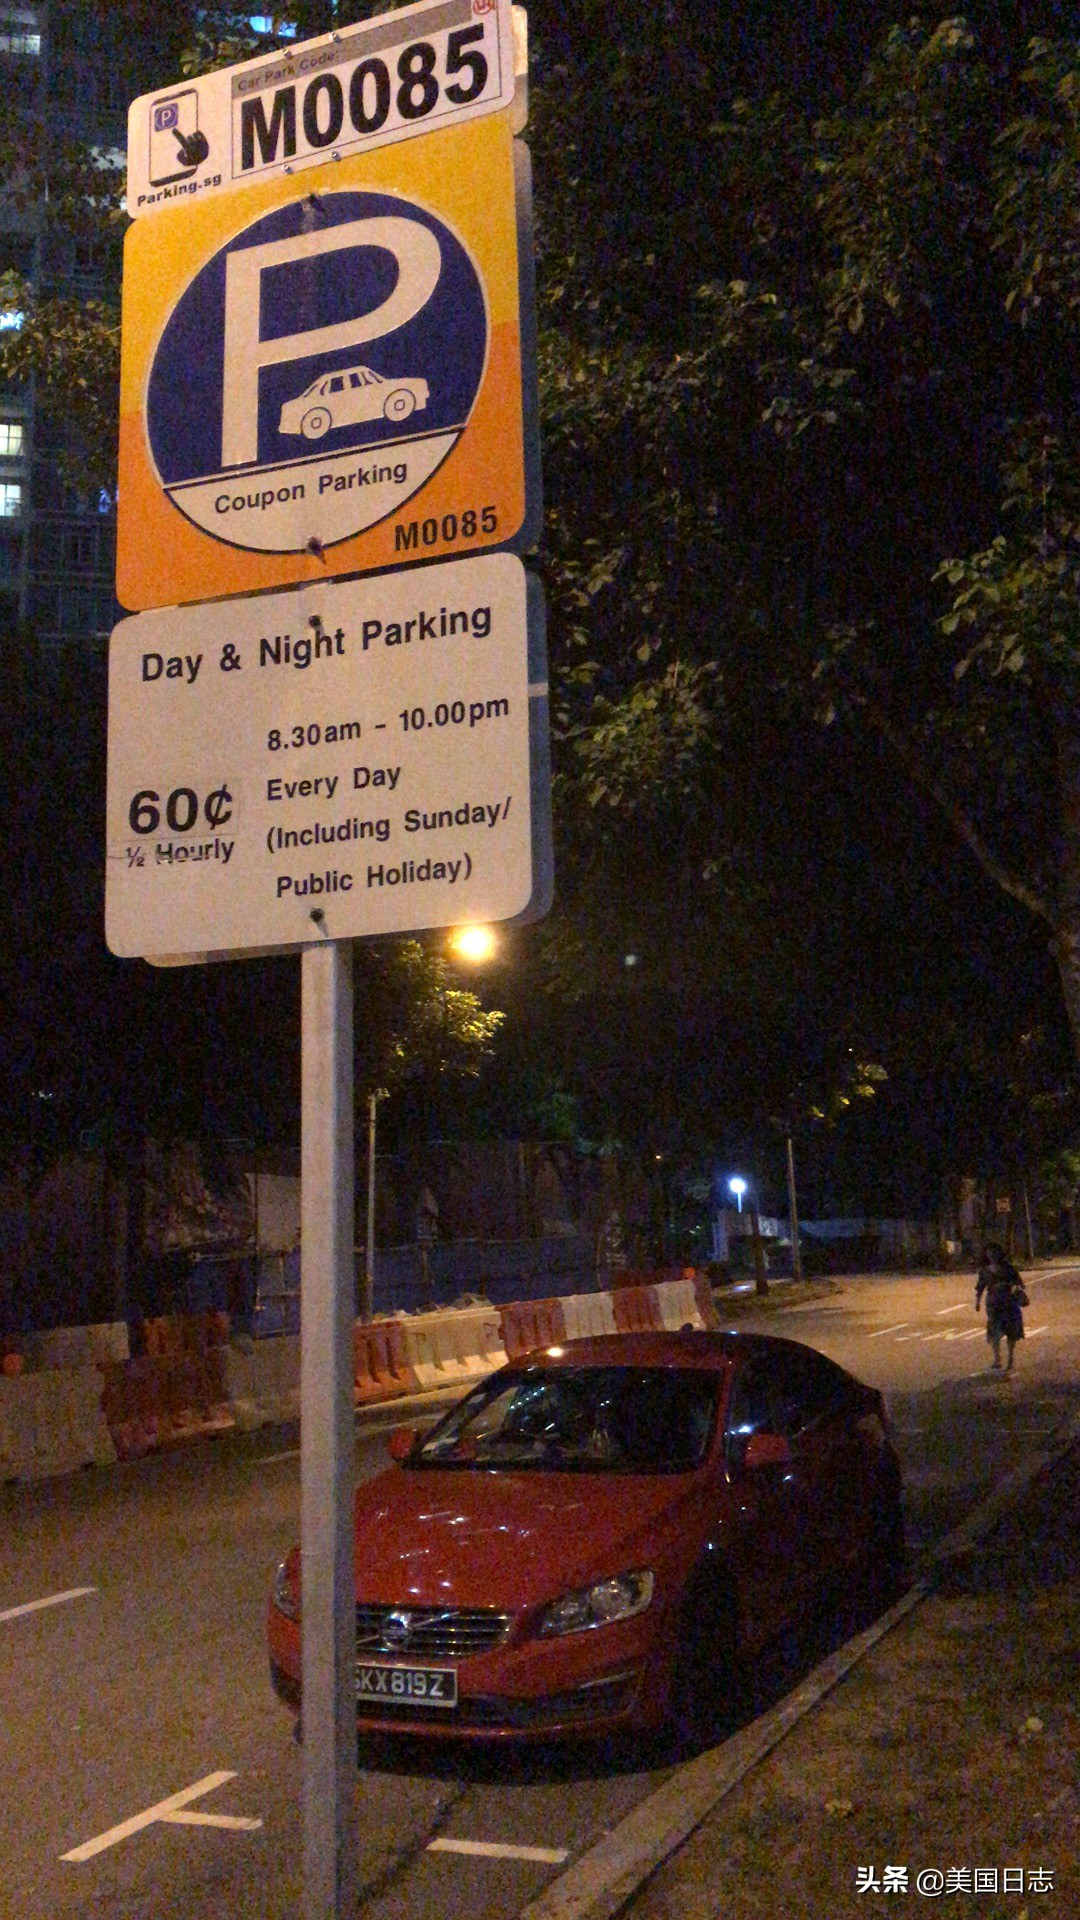 Car Park Code:
M0085
P
Parking.sg
P
Coupon Parking
M0085
Day & Night Parking
8.30am - 10.00pm
60¢ Every Day
½ Hourly (Including Sunday/
Public Holiday)
SKX819Z
头条 @美国日志